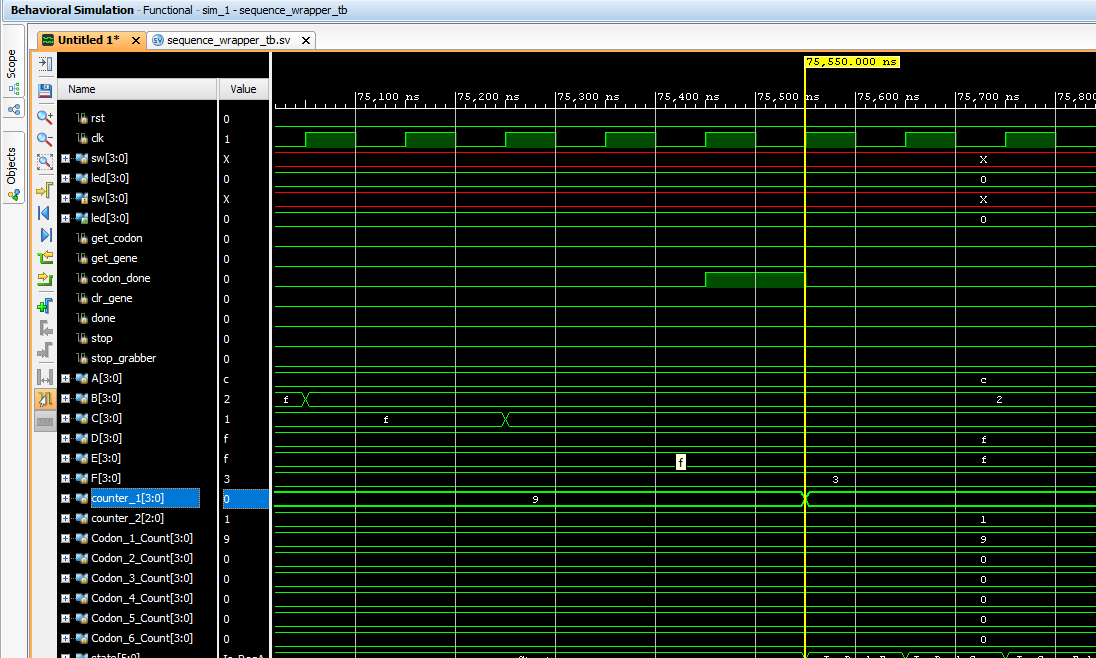 Behavioral Simulation - Functional - sim_1 - sequence_wrapper_tb
Scope
Objects
Untitled 1*
sequence_wrapper_tb.sv
75,550.000 ns
Name Value
75,100 ns 75,200 ns 75,300 ns 75,400 ns 75,500 ns 75,600 ns 75,700 ns 75,800
rst 0
clk 1
sw[3:0] X X
led[3:0] 0 0
sw[3:0] X X
led[3:0] 0 0
get_codon 0
get_gene 0
codon_done 0
clr_gene 0
done 0
stop 0
stop_grabber 0
A[3:0] c c
B[3:0] 2 f 2
C[3:0] 1 f
D[3:0] f f
E[3:0] f f f
F[3:0] 3 3
counter_1[3:0] 0 9
counter_2[2:0] 1 1
Codon_1_Count[3:0] 9 9
Codon_2_Count[3:0] 0 0
Codon_3_Count[3:0] 0 0
Codon_4_Count[3:0] 0 0
Codon_5_Count[3:0] 0 0
Codon_6_Count[3:0] 0 0